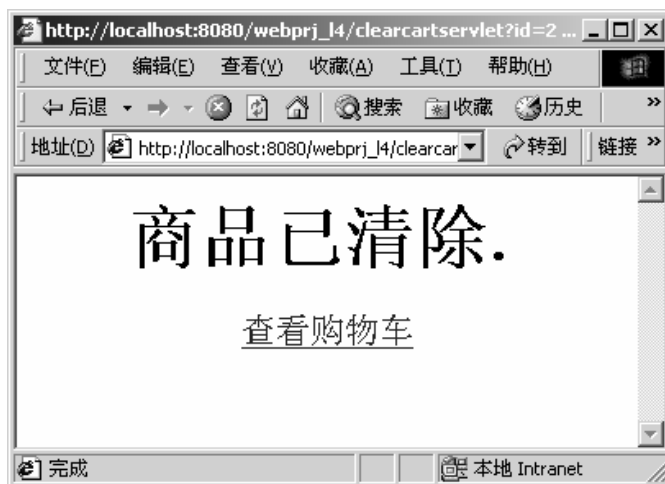 http://localhost:8080/webprj_l4/clearcartservlet?id=2 ...
文件(F) 编辑(E) 查看(V) 收藏(A) 工具(T) 帮助(H)
后退 搜索 收藏 历史 »
地址(D) http://localhost:8080/webprj_l4/clearcar 转到 链接 »
商品已清除.
查看购物车
完成 本地 Intranet